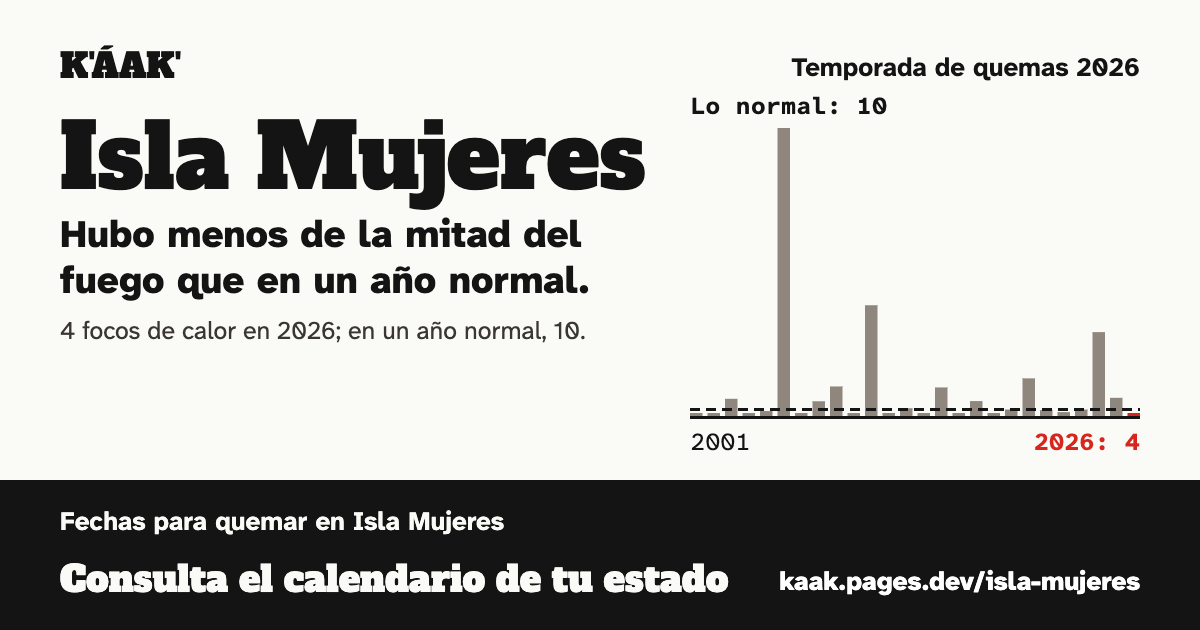 K'ÁAK'
Temporada de quemas 2026
Isla Mujeres
Hubo menos de la mitad del
fuego que en un año normal.
4 focos de calor en 2026; en un año normal, 10.
Lo normal: 10
2001
2026: 4
Fechas para quemar en Isla Mujeres
Consulta el calendario de tu estado
kaak.pages.dev/isla-mujeres